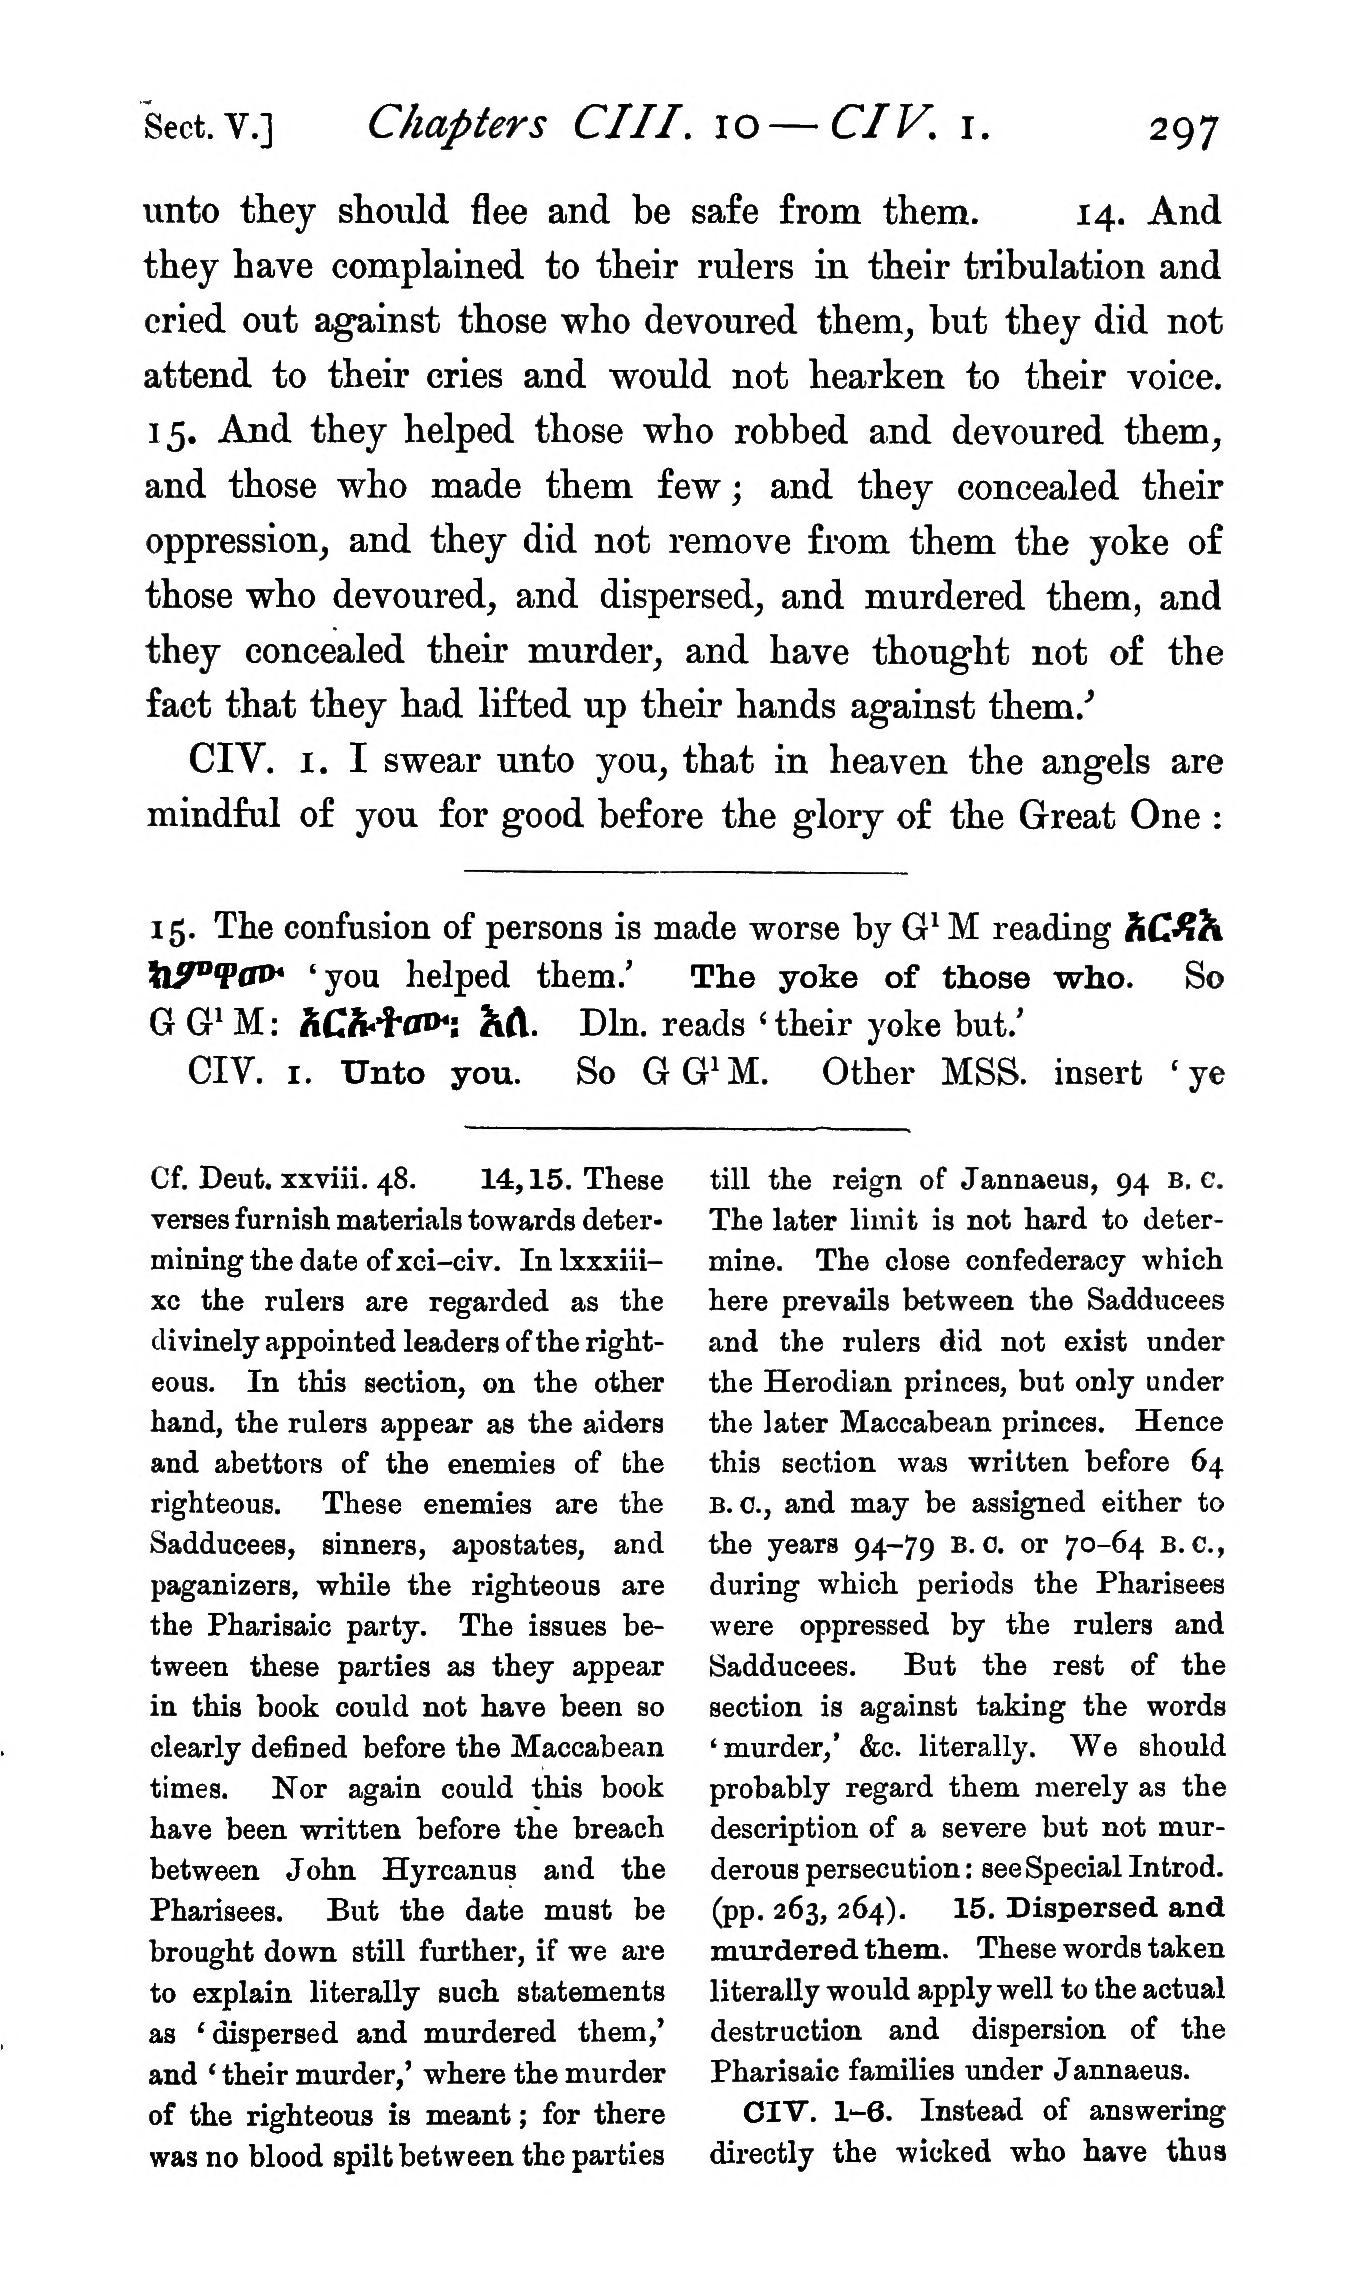 Sect. V.] Chapters CIII. 10—CIV. 1. 297
unto they should flee and be safe from them. 14. And
they have complained to their rulers in their tribulation and
cried out against those who devoured them, but they did not
attend to their cries and would not hearken to their voice.
15. And they helped those who robbed and devoured them,
and those who made them few; and they concealed their
oppression, and they did not remove from them the yoke of
those who devoured, and dispersed, and murdered them, and
they concealed their murder, and have thought not of the
fact that they had lifted up their hands against them.’
CIV. 1. I swear unto you, that in heaven the angels are
mindful of you for good before the glory of the Great One:
15. The confusion of persons is made worse by G¹ M reading
‘you helped them.’ The yoke of those who. So
G G¹ M: Dln. reads ‘their yoke but.’
CIV. 1. Unto you. So G G¹ M. Other MSS. insert ‘ye
Cf. Deut. xxviii. 48. 14, 15. These
verses furnish materials towards deter-
mining the date of xci–civ. In lxxxiii–
xc the rulers are regarded as the
divinely appointed leaders of the right-
eous. In this section, on the other
hand, the rulers appear as the aiders
and abettors of the enemies of the
righteous. These enemies are the
Sadducees, sinners, apostates, and
paganizers, while the righteous are
the Pharisaic party. The issues be-
tween these parties as they appear
in this book could not have been so
clearly defined before the Maccabean
times. Nor again could this book
have been written before the breach
between John Hyrcanus and the
Pharisees. But the date must be
brought down still further, if we are
to explain literally such statements
as ‘dispersed and murdered them,’
and ‘their murder,’ where the murder
of the righteous is meant; for there
was no blood spilt between the parties
till the reign of Jannaeus, 94 B.C.
The later limit is not hard to deter-
mine. The close confederacy which
here prevails between the Sadducees
and the rulers did not exist under
the Herodian princes, but only under
the later Maccabean princes. Hence
this section was written before 64
B.C., and may be assigned either to
the years 94–79 B.C. or 70–64 B.C.,
during which periods the Pharisees
were oppressed by the rulers and
Sadducees. But the rest of the
section is against taking the words
‘murder,’ &c. literally. We should
probably regard them merely as the
description of a severe but not mur-
derous persecution: see Special Introd.
(pp. 263, 264). 15. Dispersed and
murdered them. These words taken
literally would apply well to the actual
destruction and dispersion of the
Pharisaic families under Jannaeus.
CIV. 1–6. Instead of answering
directly the wicked who have thus